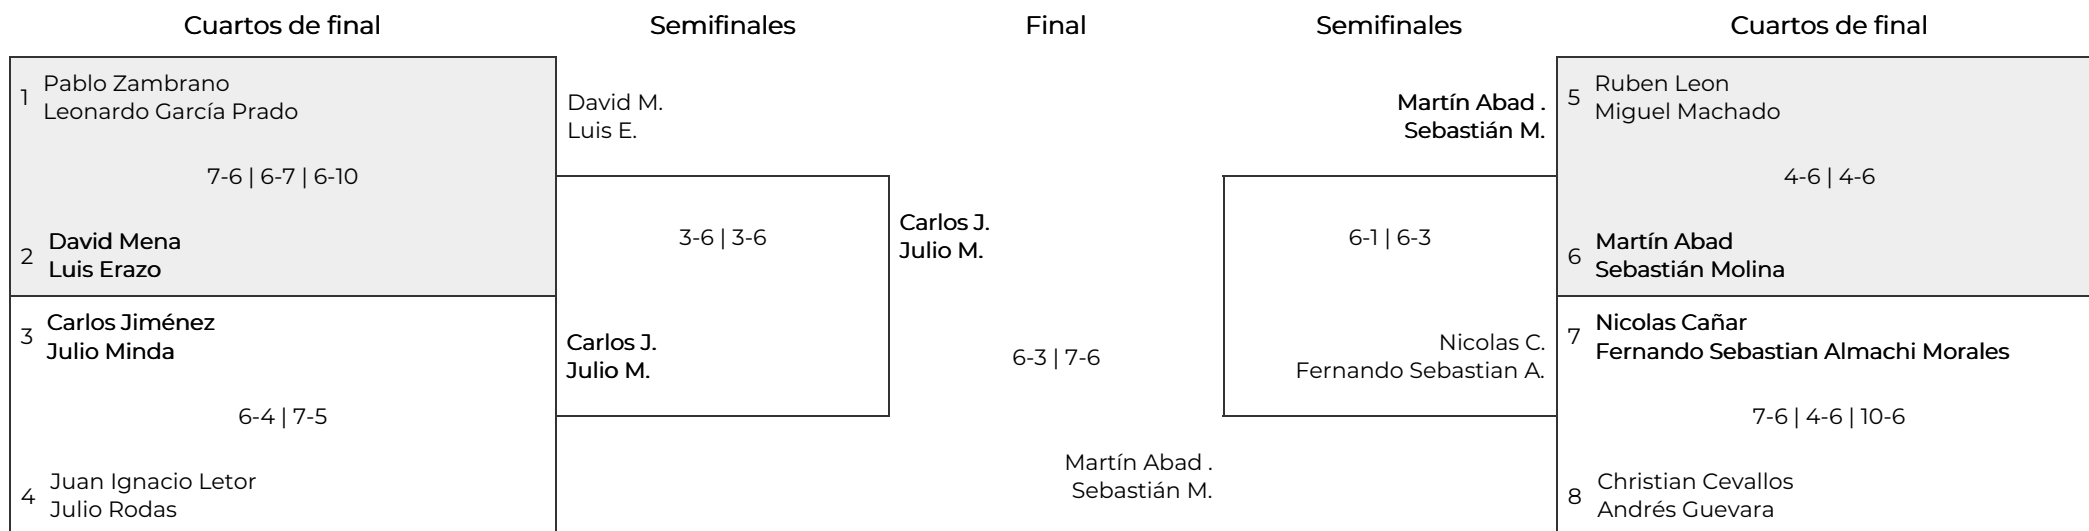 Cuartos de final
Semifinales
Final
Semifinales
Cuartos de final
1
Pablo Zambrano
Leonardo García Prado
7-6 | 6-7 | 6-10
2
David Mena
Luis Erazo
3
Carlos Jiménez
Julio Minda
6-4 | 7-5
4
Juan Ignacio Letor
Julio Rodas
David M.
Luis E.
3-6 | 3-6
Carlos J.
Julio M.
Carlos J.
Julio M.
6-3 | 7-6
Martín Abad .
Sebastián M.
Martín Abad .
Sebastián M.
6-1 | 6-3
Nicolas C.
Fernando Sebastian A.
5
Ruben Leon
Miguel Machado
4-6 | 4-6
6
Martín Abad
Sebastián Molina
7
Nicolas Cañar
Fernando Sebastian Almachi Morales
7-6 | 4-6 | 10-6
8
Christian Cevallos
Andrés Guevara